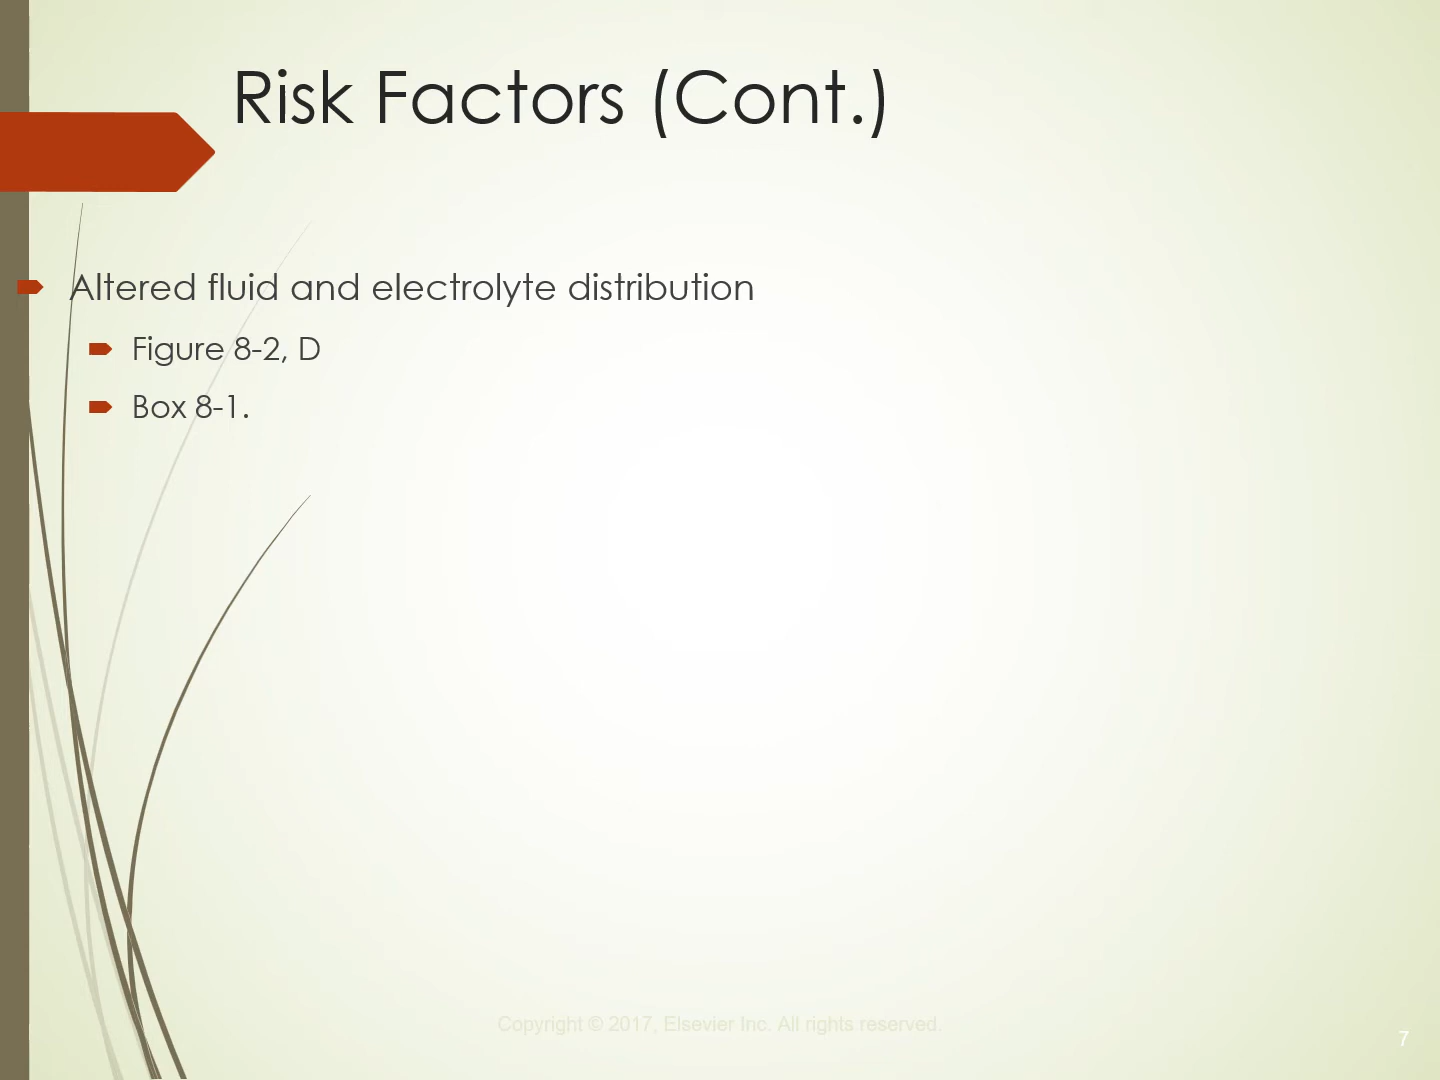 Risk Factors (Cont.)
Altered fluid and electrolyte distribution
Figure 8-2, D
Box 8-1.
Copyright © 2017, Elsevier Inc. All rights reserved.
7